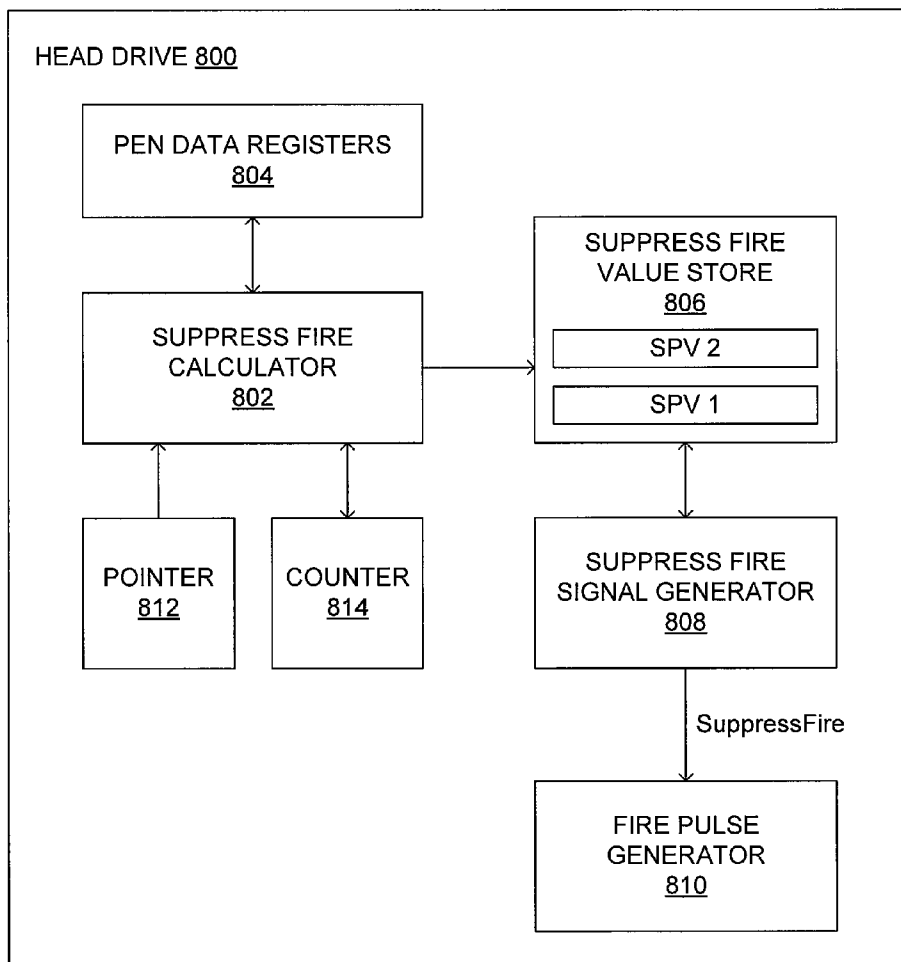 HEAD DRIVE 800
PEN DATA REGISTERS
804
SUPPRESS FIRE
CALCULATOR
802
SUPPRESS FIRE
VALUE STORE
806
SPV 2
SPV 1
POINTER
812
COUNTER
814
SUPPRESS FIRE
SIGNAL GENERATOR
808
SuppressFire
FIRE PULSE
GENERATOR
810